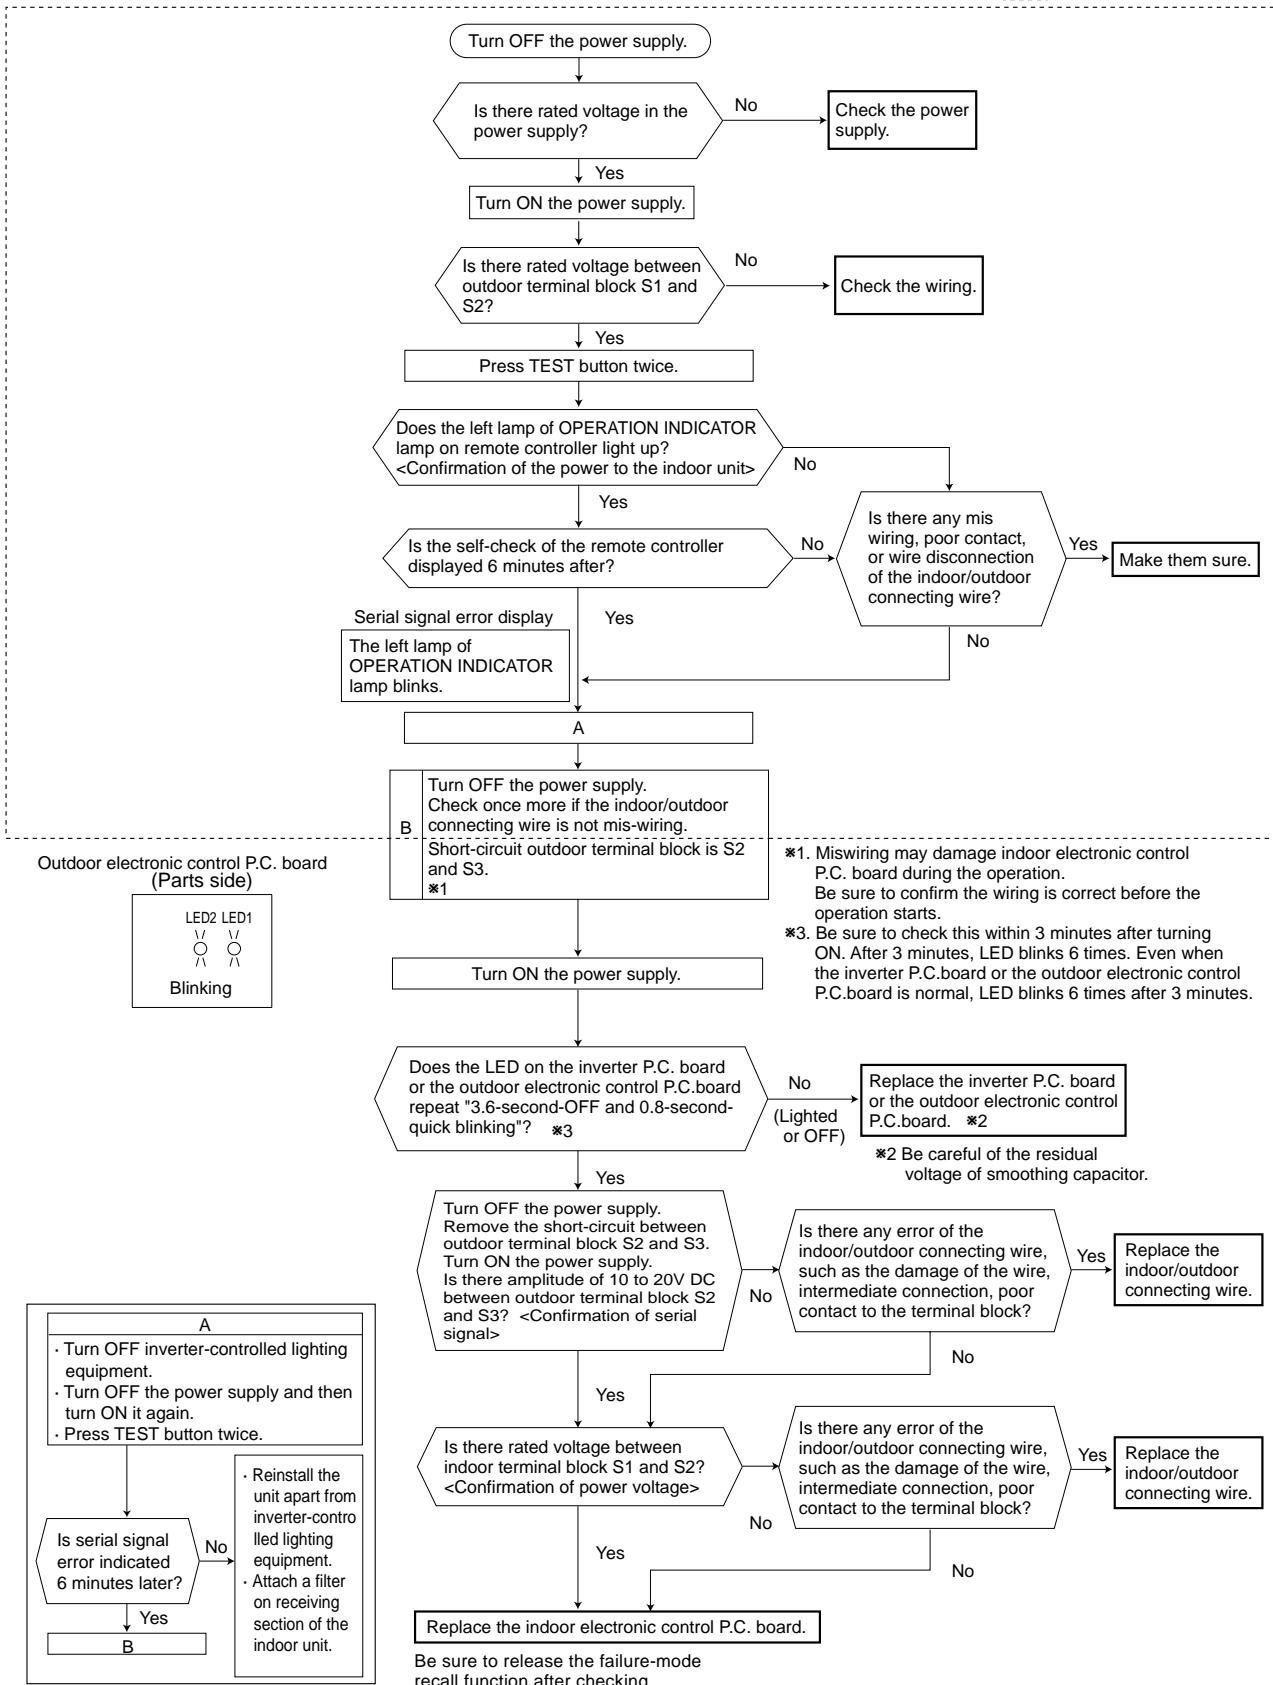 Turn OFF the power supply.
Is there rated voltage in the
power supply?
No
Check the power
supply.
Yes
Turn ON the power supply.
Is there rated voltage between
outdoor terminal block S1 and
S2?
No
Check the wiring.
Yes
Press TEST button twice.
Does the left lamp of OPERATION INDICATOR
lamp on remote controller light up?
<Confirmation of the power to the indoor unit>
No
Yes
Is the self-check of the remote controller
displayed 6 minutes after?
No
Is there any mis
wiring, poor contact,
or wire disconnection
of the indoor/outdoor
connecting wire?
Yes
Make them sure.
No
Yes
Serial signal error display
The left lamp of
OPERATION INDICATOR
lamp blinks.
A
B
Turn OFF the power supply.
Check once more if the indoor/outdoor
connecting wire is not mis-wiring.
Short-circuit outdoor terminal block is S2
and S3.
※1
Outdoor electronic control P.C. board
(Parts side)
LED2 LED1
Blinking
※1. Miswiring may damage indoor electronic control
P.C. board during the operation.
Be sure to confirm the wiring is correct before the
operation starts.
※3. Be sure to check this within 3 minutes after turning
ON. After 3 minutes, LED blinks 6 times. Even when
the inverter P.C.board or the outdoor electronic control
P.C.board is normal, LED blinks 6 times after 3 minutes.
Turn ON the power supply.
Does the LED on the inverter P.C. board
or the outdoor electronic control P.C.board
repeat "3.6-second-OFF and 0.8-second-
quick blinking"? ※3
No
(Lighted
or OFF)
Replace the inverter P.C. board
or the outdoor electronic control
P.C.board. ※2
※2 Be careful of the residual
voltage of smoothing capacitor.
Yes
Turn OFF the power supply.
Remove the short-circuit between
outdoor terminal block S2 and S3.
Turn ON the power supply.
Is there amplitude of 10 to 20V DC
between outdoor terminal block S2
and S3? <Confirmation of serial
signal>
No
Is there any error of the
indoor/outdoor connecting wire,
such as the damage of the wire,
intermediate connection, poor
contact to the terminal block?
Yes
Replace the
indoor/outdoor
connecting wire.
No
Yes
Is there rated voltage between
indoor terminal block S1 and S2?
<Confirmation of power voltage>
No
Is there any error of the
indoor/outdoor connecting wire,
such as the damage of the wire,
intermediate connection, poor
contact to the terminal block?
Yes
Replace the
indoor/outdoor
connecting wire.
No
Yes
Replace the indoor electronic control P.C. board.
Be sure to release the failure-mode
recall function after checking
A
· Turn OFF inverter-controlled lighting
equipment.
· Turn OFF the power supply and then
turn ON it again.
· Press TEST button twice.
Is serial signal
error indicated
6 minutes later?
No
· Reinstall the
unit apart from
inverter-contro
lled lighting
equipment.
· Attach a filter
on receiving
section of the
indoor unit.
Yes
B